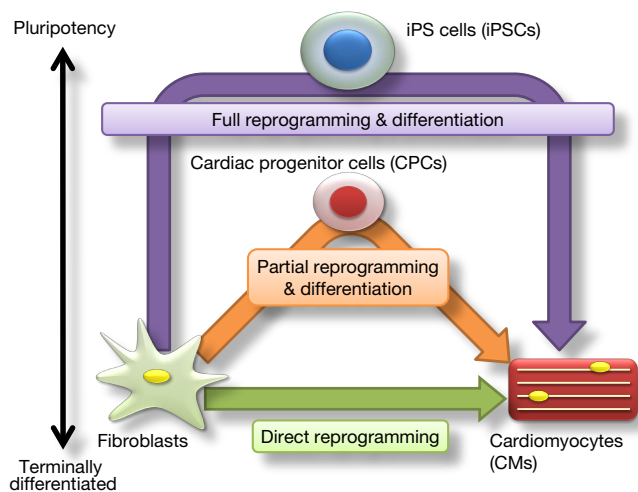 Pluripotency
iPS cells (iPSCs)
Full reprogramming & differentiation
Cardiac progenitor cells (CPCs)
Partial reprogramming
& differentiation
Fibroblasts
Direct reprogramming
Cardiomyocytes
(CMs)
Terminally
differentiated